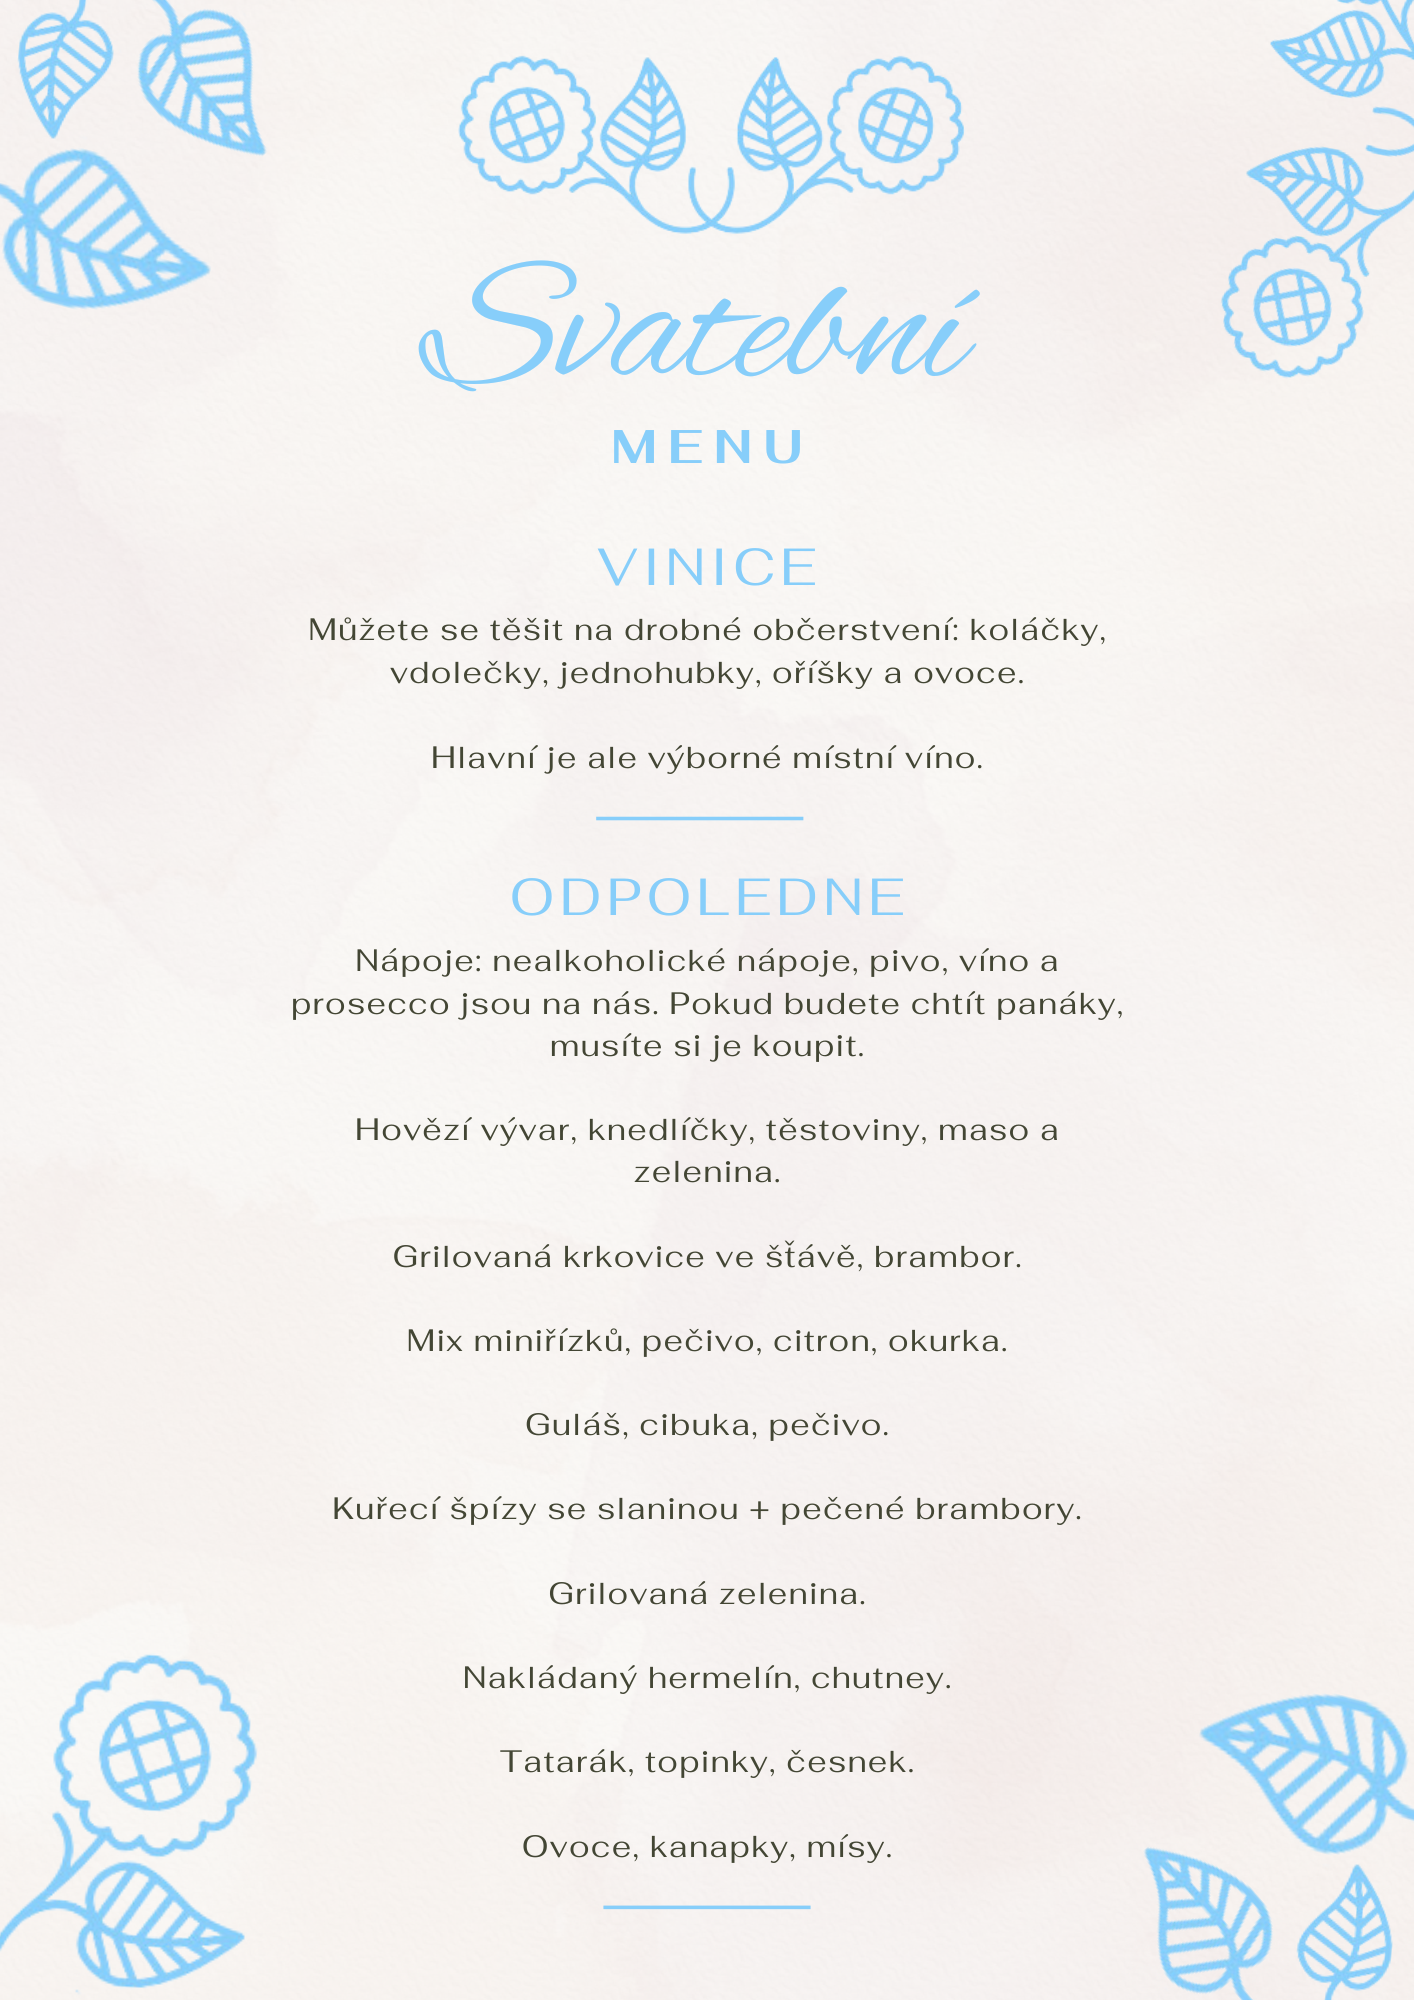 Svatební
MENU
VINICE
Můžete se těšit na drobné občerstvení: koláčky,
vdolečky, jednohubky, oříšky a ovoce.
Hlavní je ale výborné místní víno.
ODPOLEDNE
Nápoje: nealkoholické nápoje, pivo, víno a
prosecco jsou na nás. Pokud budete chtít panáky,
musíte si je koupit.
Hovězí vývar, knedlíčky, těstoviny, maso a
zelenina.
Grilovaná krkovice ve šťávě, brambor.
Mix miniřízků, pečivo, citron, okurka.
Guláš, cibuka, pečivo.
Kuřecí špízy se slaninou + pečené brambory.
Grilovaná zelenina.
Nakládaný hermelín, chutney.
Tatarák, topinky, česnek.
Ovoce, kanapky, mísy.